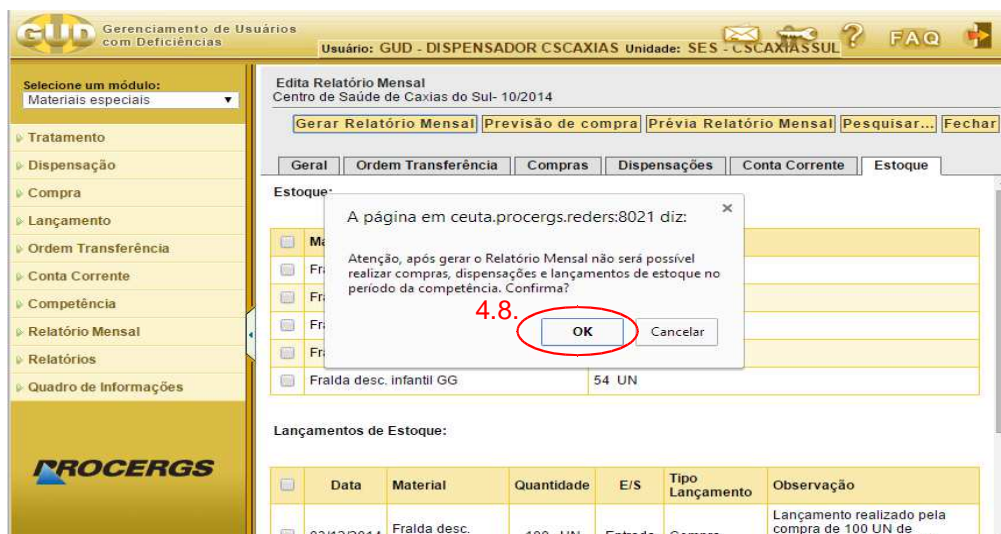 GUD Gerenciamento de Usuários
com Deficiências
Usuário: GUD - DISPENSADOR CSCAXIAS Unidade: SES - CSCAXIASSUL
? FAQ
Selecione um módulo:
Materiais especiais
Tratamento
Dispensação
Compra
Lançamento
Ordem Transferência
Conta Corrente
Competência
Relatório Mensal
Relatórios
Quadro de Informações
PROCERGS
Edita Relatório Mensal
Centro de Saúde de Caxias do Sul- 10/2014
Gerar Relatório Mensal Previsão de compra Prévia Relatório Mensal Pesquisar... Fechar
Geral Ordem Transferência Compras Dispensações Conta Corrente Estoque
Estoque:
A página em ceuta.procergs.reders:8021 diz:
×
Atenção, após gerar o Relatório Mensal não será possível
realizar compras, dispensações e lançamentos de estoque no
período da competência. Confirma?
4.8.
OK Cancelar
Fralda desc. infantil GG 54 UN
Lançamentos de Estoque:
Data Material Quantidade E/S Tipo
Lançamento Observação
Fralda desc.
Lançamento realizado pela
compra de 100 UN de